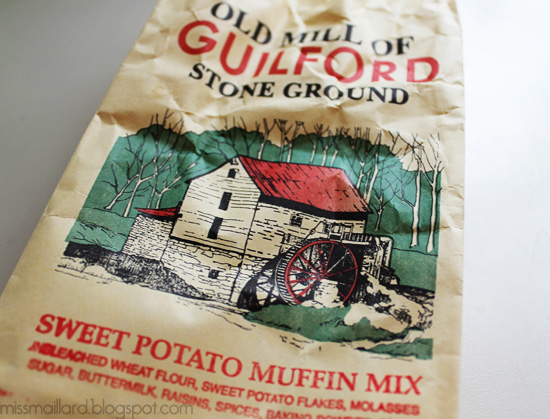 OLD MILL OF
GUILFORD
STONE GROUND
SWEET POTATO MUFFIN MIX
UNBLEACHED WHEAT FLOUR, SWEET POTATO FLAKES, MOLASSES
SUGAR, BUTTERMILK, RAISINS, SPICES, BAKING
missmaillard.blogspot.com